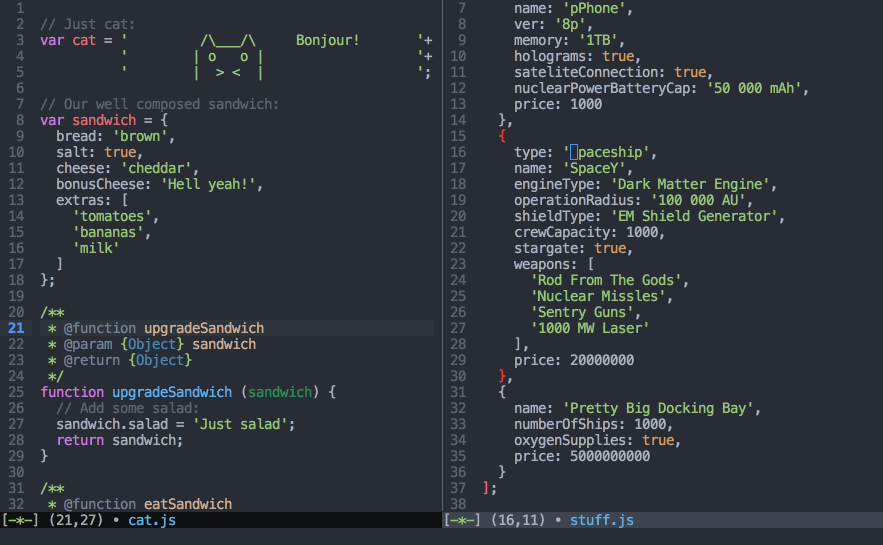 1
2 // Just cat:
3 var cat = '         /\___/\     Bonjour!       '+
4           '        | o   o |                   '+
5           '        |  > <  |                   ';
6
7 // Our well composed sandwich:
8 var sandwich = {
9   bread: 'brown',
10   salt: true,
11   cheese: 'cheddar',
12   bonusCheese: 'Hell yeah!',
13   extras: [
14     'tomatoes',
15     'bananas',
16     'milk'
17   ]
18 };
19
20 /**
21  * @function upgradeSandwich
22  * @param {Object} sandwich
23  * @return {Object}
24  */
25 function upgradeSandwich (sandwich) {
26   // Add some salad:
27   sandwich.salad = 'Just salad';
28   return sandwich;
29 }
30
31 /**
32  * @function eatSandwich
[-*-] (21,27) • cat.js
7     name: 'pPhone',
8     ver: '8p',
9     memory: '1TB',
10     holograms: true,
11     sateliteConnection: true,
12     nuclearPowerBatteryCap: '50 000 mAh',
13     price: 1000
14   },
15   {
16     type: ' paceship',
17     name: 'SpaceY',
18     engineType: 'Dark Matter Engine',
19     operationRadius: '100 000 AU',
20     shieldType: 'EM Shield Generator',
21     crewCapacity: 1000,
22     stargate: true,
23     weapons: [
24       'Rod From The Gods',
25       'Nuclear Missles',
26       'Sentry Guns',
27       '1000 MW Laser'
28     ],
29     price: 20000000
30   },
31   {
32     name: 'Pretty Big Docking Bay',
33     numberOfShips: 1000,
34     oxygenSupplies: true,
35     price: 5000000000
36   }
37 ];
38
[-*-] (16,11) • stuff.js